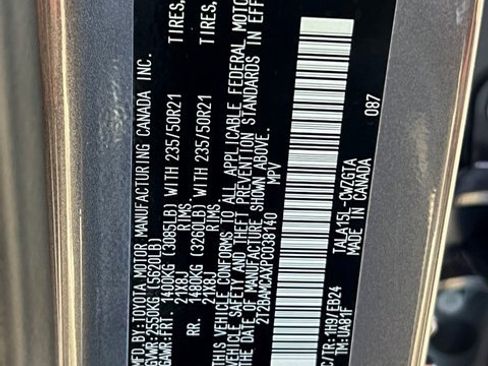 BY:TOYOTA MOTOR MANUFACTURING CANADA INC.
GVWR:2550KG (5620LB)
GAWR:FRT. 1400KG (3085LB) WITH 235/50R21 TIRES,
21X8J RIMS,
RR. 1480KG (3260LB) WITH 235/50R21 TIRES,
21X8J RIMS,
THIS VEHICLE CONFORMS TO ALL APPLICABLE FEDERAL MOTOR
VEHICLE SAFETY AND THEFT PREVENTION STANDARDS IN EFF
ON THE DATE OF MANUFACTURE SHOWN ABOVE.
2T2BAMCAXPC038140 MPV
C/TR:1H9/EB24 TALA15L-CWZGTA
TM:UA81F MADE IN CANADA
087